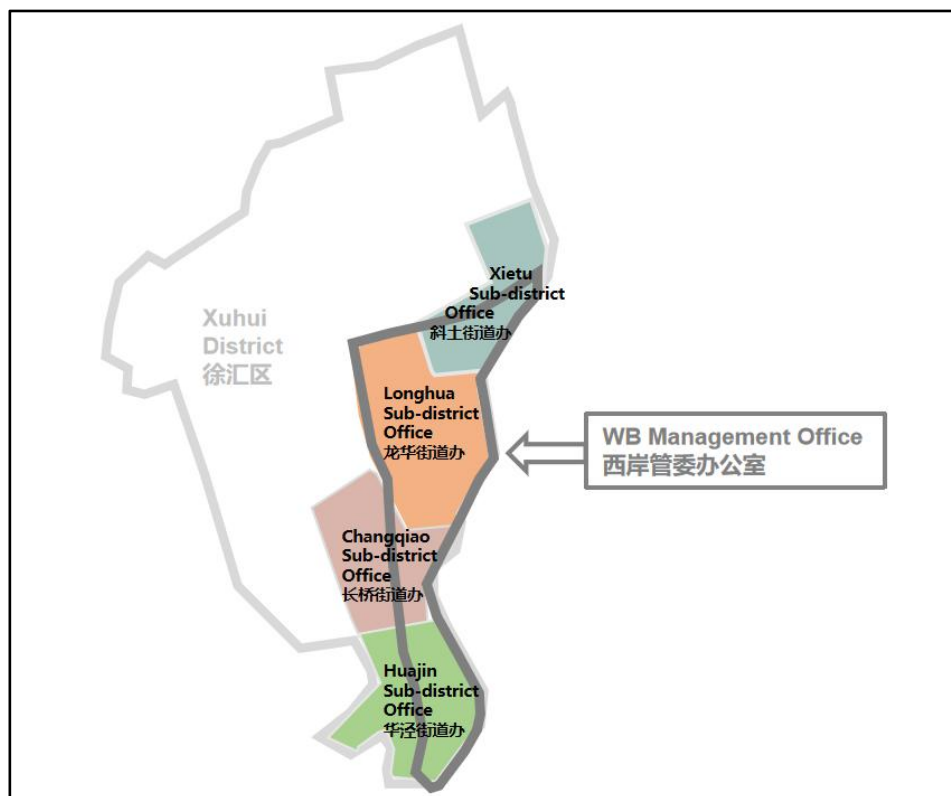 Xietu
Sub-district
Office
斜土街道办
Xuhui
District
徐汇区
Longhua
Sub-district
Office
龙华街道办
WB Management Office
西岸管委办公室
Changqiao
Sub-district
Office
长桥街道办
Huajin
Sub-district
Office
华泾街道办